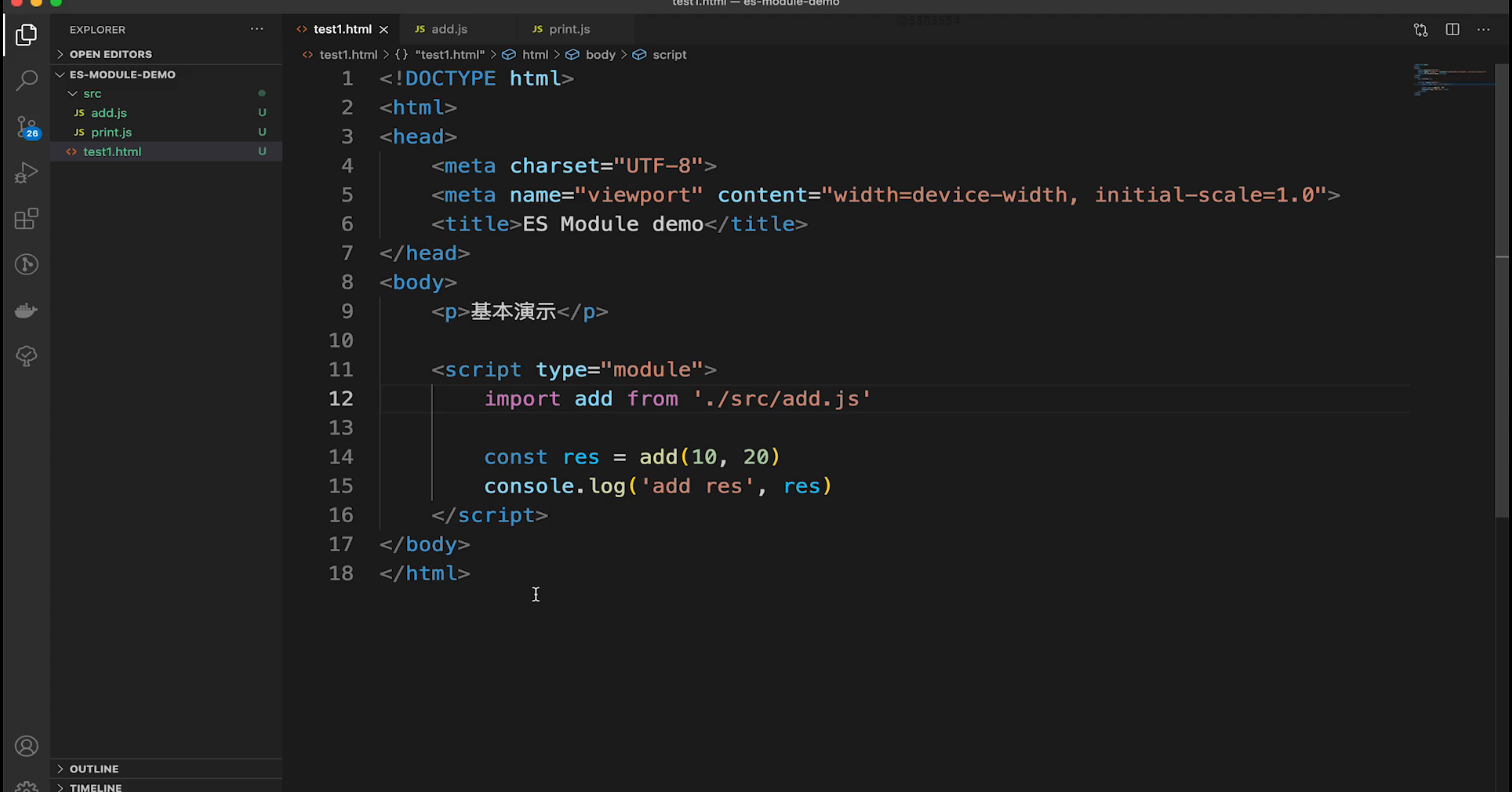 test1.html — es-module-demo
EXPLORER
OPEN EDITORS
ES-MODULE-DEMO
src
JS add.js U
JS print.js U
<> test1.html U
OUTLINE
TIMELINE
26
<> test1.html × JS add.js JS print.js
<> test1.html > {} "test1.html" > html > body > script
1 <!DOCTYPE html>
2 <html>
3 <head>
4 <meta charset="UTF-8">
5 <meta name="viewport" content="width=device-width, initial-scale=1.0">
6 <title>ES Module demo</title>
7 </head>
8 <body>
9 <p>基本演示</p>
10
11 <script type="module">
12 import add from './src/add.js'
13
14 const res = add(10, 20)
15 console.log('add res', res)
16 </script>
17 </body>
18 </html>